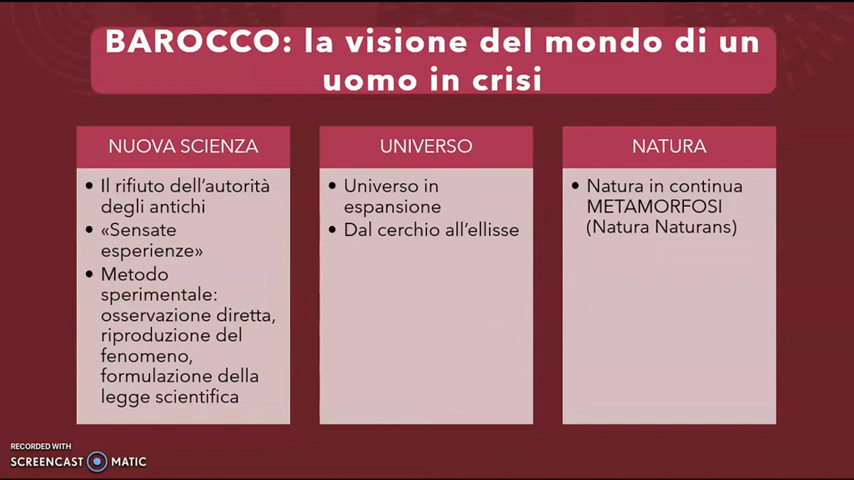 BAROCCO: la visione del mondo di un
uomo in crisi
NUOVA SCIENZA
• Il rifiuto dell'autorità
degli antichi
• «Sensate
esperienze»
• Metodo
sperimentale:
osservazione diretta,
riproduzione del
fenomeno,
formulazione della
legge scientifica
UNIVERSO
• Universo in
espansione
• Dal cerchio all'ellisse
NATURA
• Natura in continua
METAMORFOSI
(Natura Naturans)
RECORDED WITH
SCREENCAST MATIC